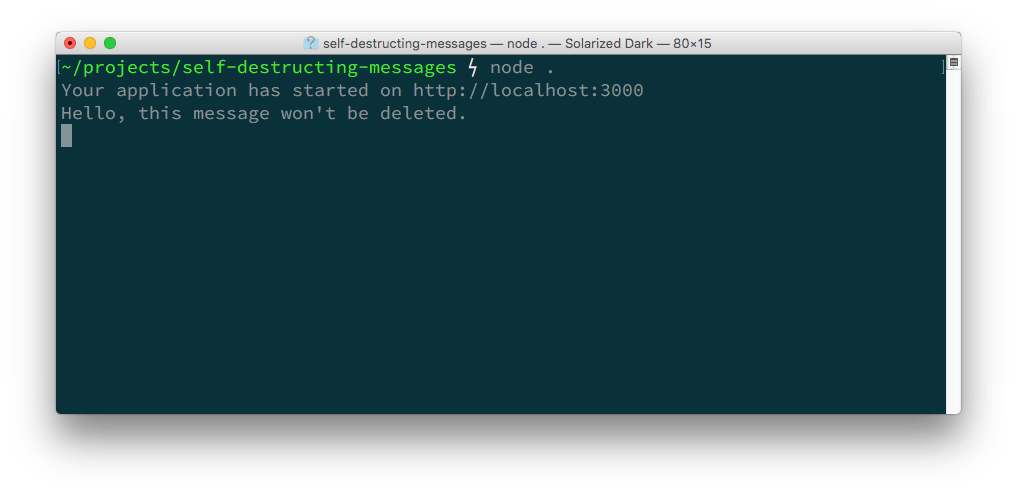 self-destructing-messages — node . — Solarized Dark — 80×15
[~/projects/self-destructing-messages ϟ node . ]
Your application has started on http://localhost:3000
Hello, this message won't be deleted.